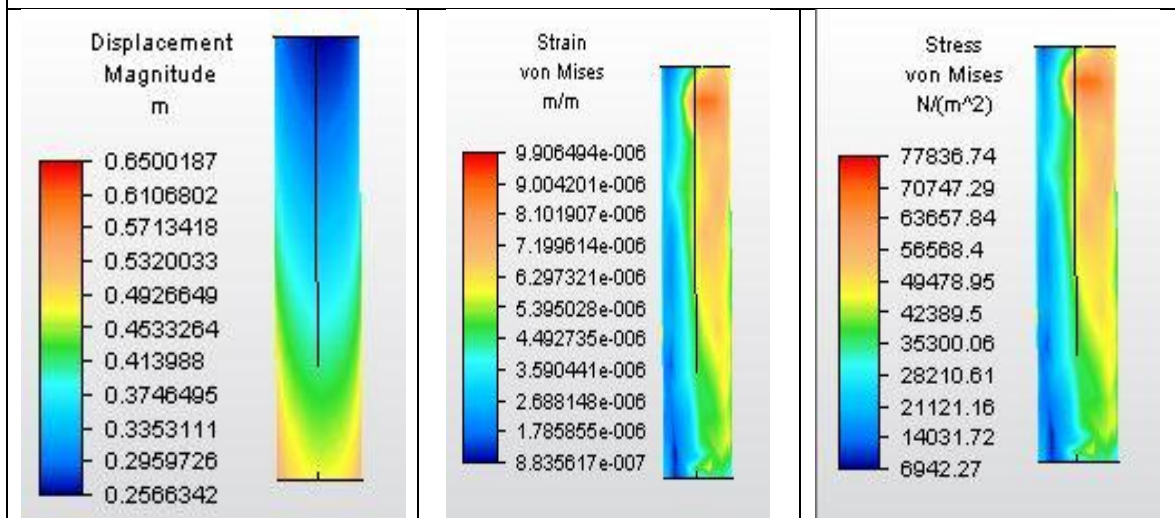 Displacement
Magnitude
m
0.6500187
0.6106802
0.5713418
0.5320033
0.4926649
0.4533264
0.413988
0.3746495
0.3353111
0.2959726
0.2566342
Strain
von Mises
m/m
9.906494e-006
9.004201e-006
8.101907e-006
7.199614e-006
6.297321e-006
5.395028e-006
4.492735e-006
3.590441e-006
2.688148e-006
1.785855e-006
8.835617e-007
Stress
von Mises
N/(m^2)
77836.74
70747.29
63657.84
56568.4
49478.95
42389.5
35300.06
28210.61
21121.16
14031.72
6942.27